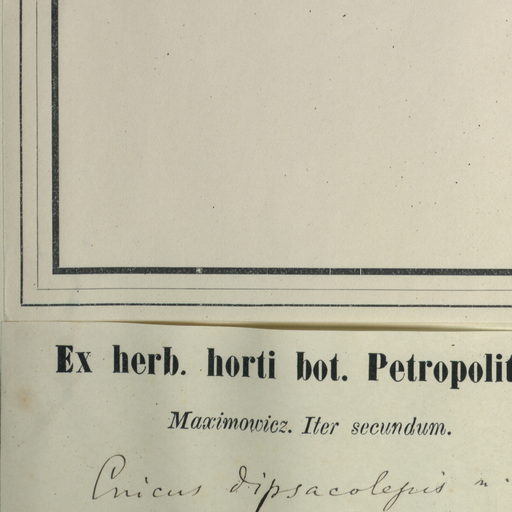 Ex herb. horti bot. Petropolit
Maximowicz. Iter secundum.
Cnicus dipsacolepis